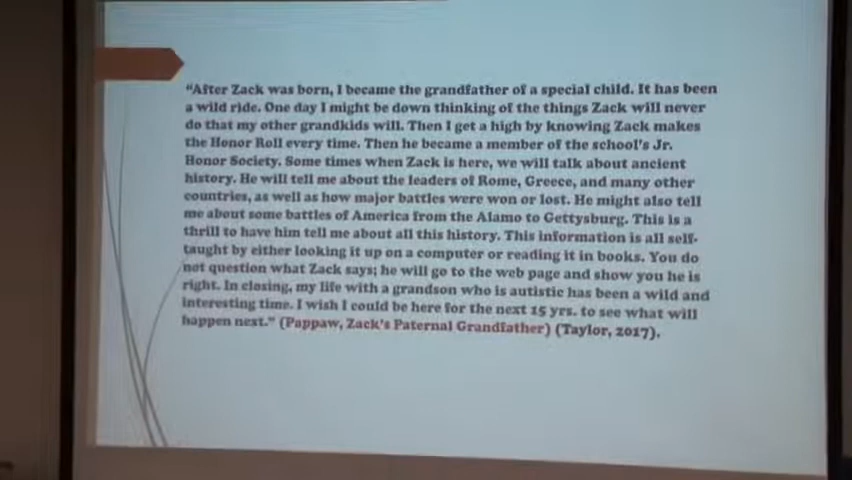 "After Zack was born, I became the grandfather of a special child. It has been
a wild ride. One day I might be down thinking of the things Zack will never
do that my other grandkids will. Then I get a high by knowing Zack makes
the Honor Roll every time. Then he became a member of the school's Jr.
Honor Society. Some times when Zack is here, we will talk about ancient
history. He will tell me about the leaders of Rome, Greece, and many other
countries, as well as how major battles were won or lost. He might also tell
me about some battles of America from the Alamo to Gettysburg. This is a
thrill to have him tell me about all this history. This information is all self-
taught by either looking it up on a computer or reading it in books. You do
not question what Zack says; he will go to the web page and show you he is
right. In closing, my life with a grandson who is autistic has been a wild and
interesting time. I wish I could be here for the next 15 yrs. to see what will
happen next." (Pappaw, Zack's Paternal Grandfather) (Taylor, 2017).